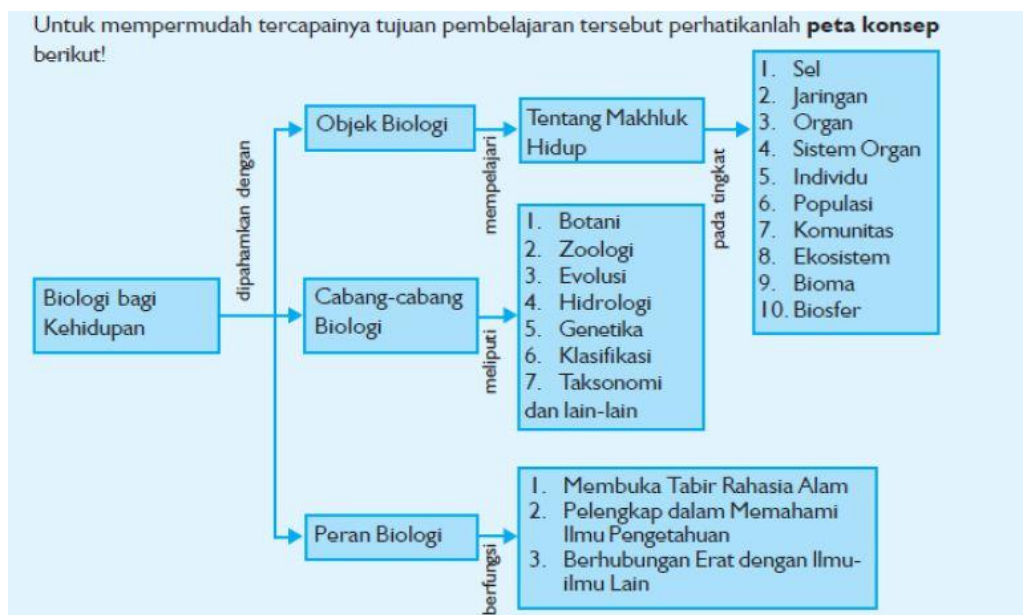 Untuk mempermudah tercapainya tujuan pembelajaran tersebut perhatikanlah peta konsep
berikut!
Biologi bagi
Kehidupan
dipahamkan dengan
Objek Biologi
mempelajari
Tentang Makhluk
Hidup
pada tingkat
1. Sel
2. Jaringan
3. Organ
4. Sistem Organ
5. Individu
6. Populasi
7. Komunitas
8. Ekosistem
9. Bioma
10. Biosfer
Cabang-cabang
Biologi
meliputi
1. Botani
2. Zoologi
3. Evolusi
4. Hidrologi
5. Genetika
6. Klasifikasi
7. Taksonomi
dan lain-lain
Peran Biologi
berfungsi
1. Membuka Tabir Rahasia Alam
2. Pelengkap dalam Memahami
Ilmu Pengetahuan
3. Berhubungan Erat dengan Ilmu-
ilmu Lain